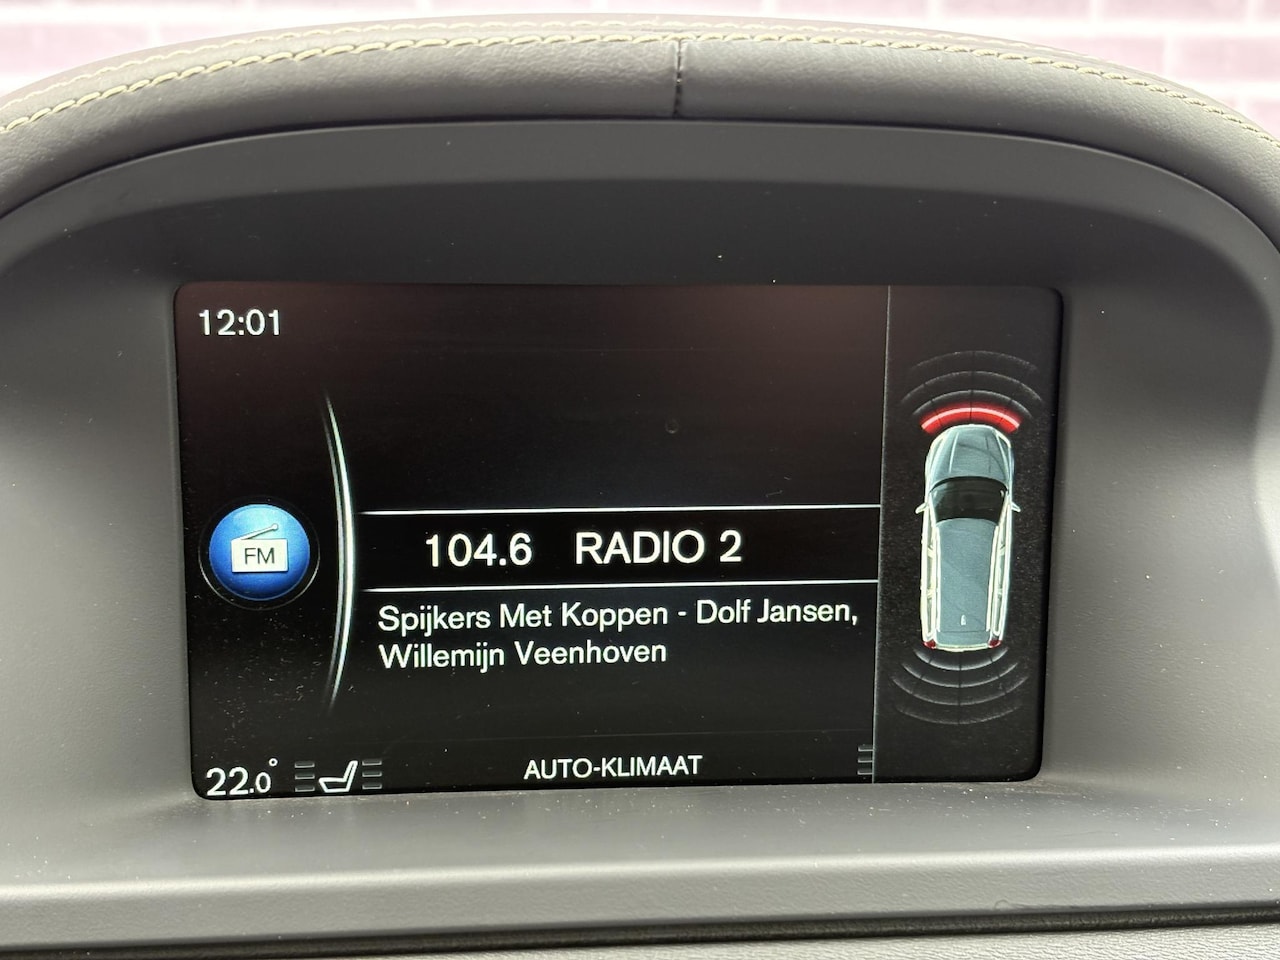 12:01
FM
104.6 RADIO 2
Spijkers Met Koppen - Dolf Jansen,
Willemijn Veenhoven
22.0° AUTO-KLIMAAT